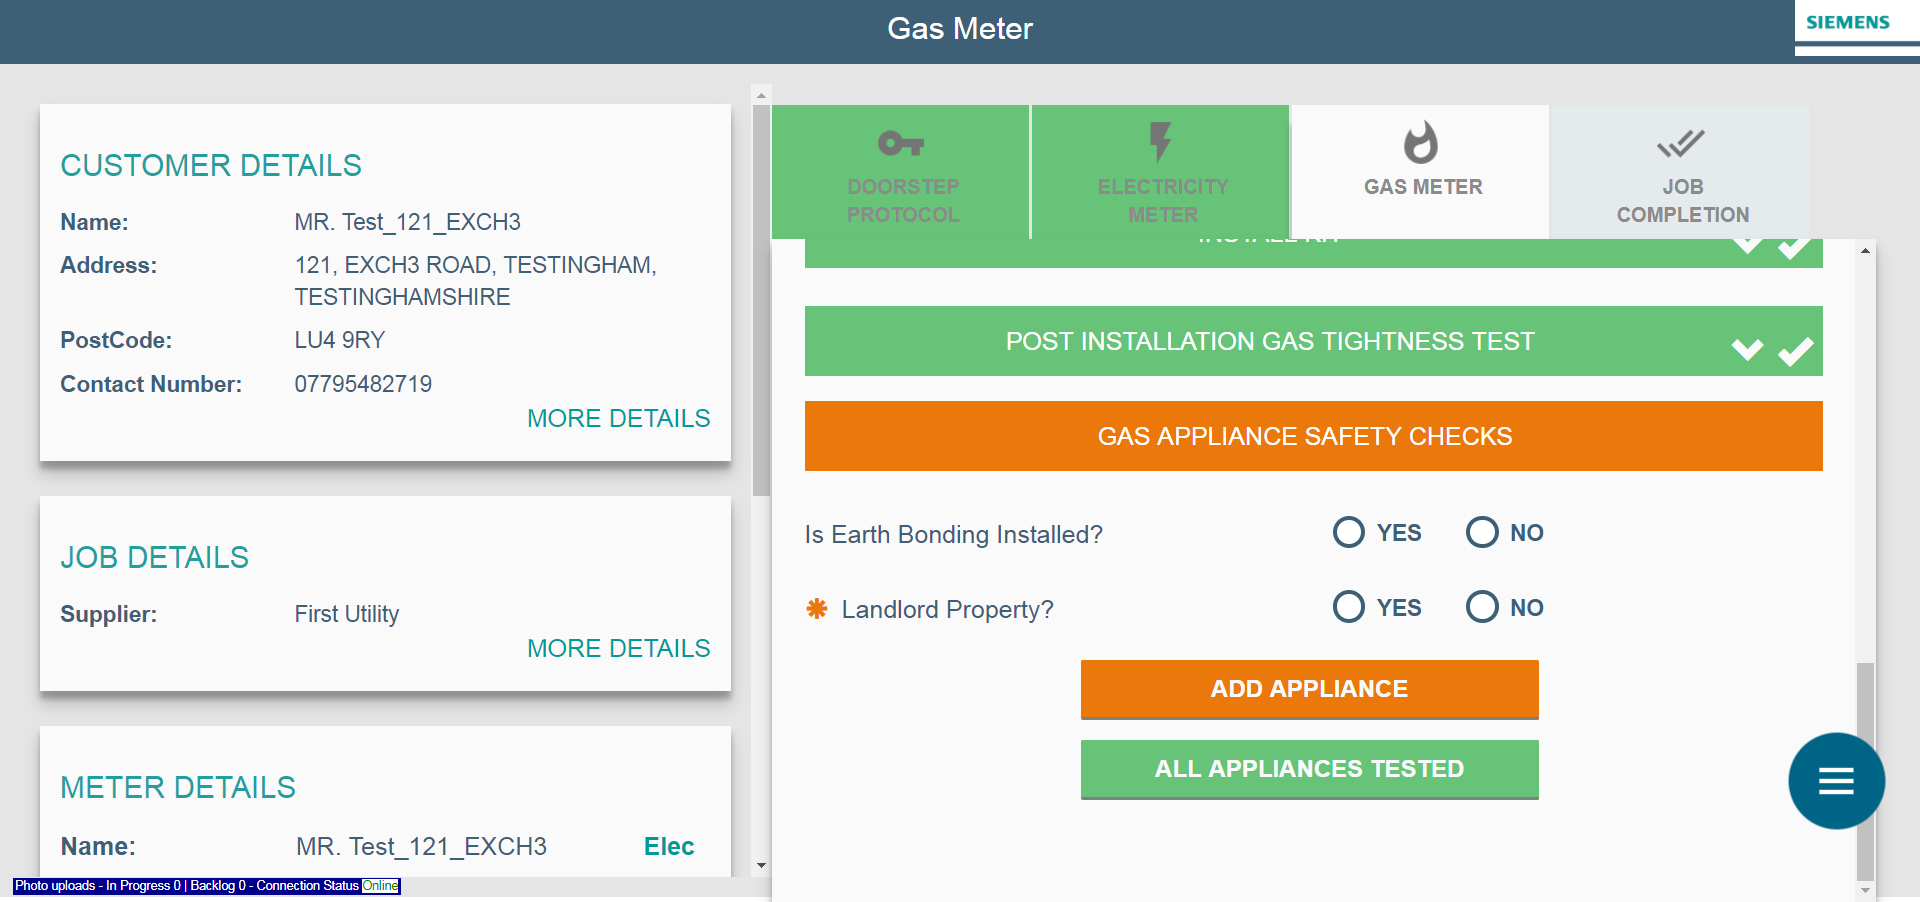 Gas Meter
SIEMENS
CUSTOMER DETAILS
Name: MR. Test_121_EXCH3
Address: 121, EXCH3 ROAD, TESTINGHAM,
TESTINGHAMSHIRE
PostCode: LU4 9RY
Contact Number: 07795482719
MORE DETAILS
JOB DETAILS
Supplier: First Utility
MORE DETAILS
METER DETAILS
Name: MR. Test_121_EXCH3 Elec
Photo uploads - In Progress 0 | Backlog 0 - Connection Status Online
DOORSTEP
PROTOCOL
ELECTRICITY
METER
GAS METER
JOB
COMPLETION
INSTALL KIT
POST INSTALLATION GAS TIGHTNESS TEST
GAS APPLIANCE SAFETY CHECKS
Is Earth Bonding Installed? YES NO
✱ Landlord Property? YES NO
ADD APPLIANCE
ALL APPLIANCES TESTED